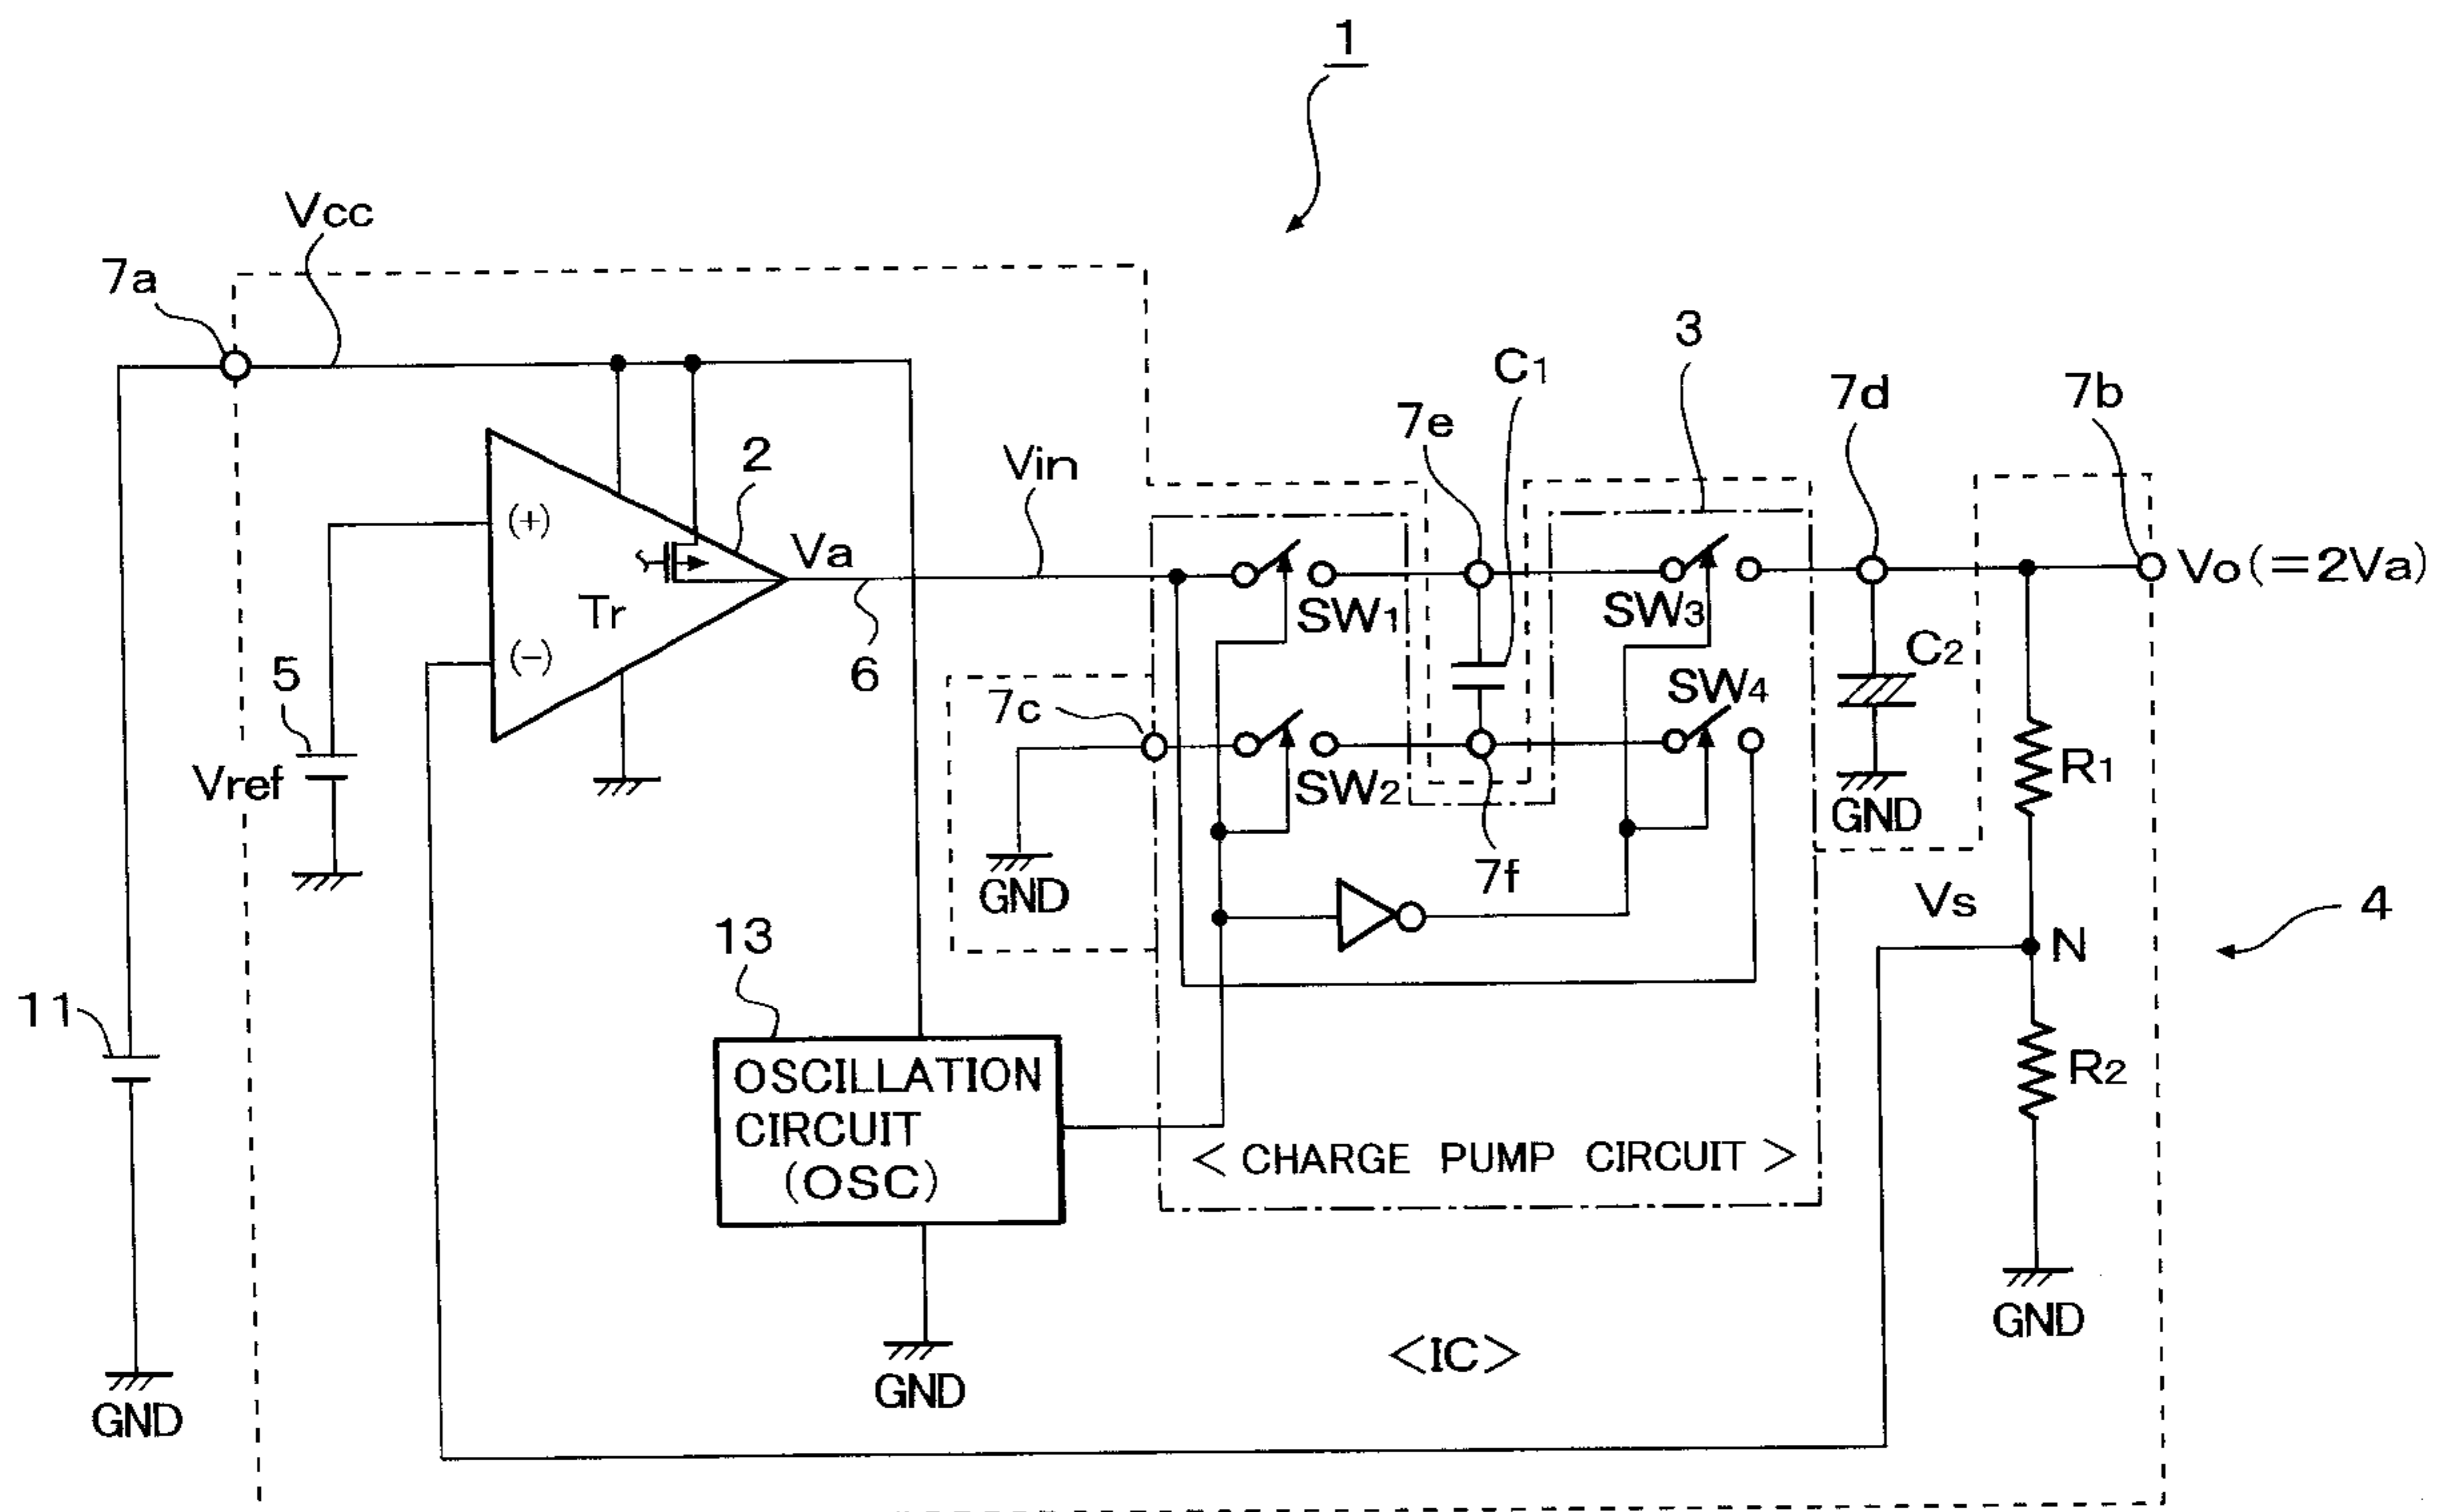 1
Vcc
7a
3
C1
7d
7b
7e
2
Vin
Va
(+)
Vo(=2Va)
SW1
SW3
Tr
(-)
6
C2
5
7c
SW4
Vref
SW2
R1
GND
7f
GND
Vs
4
13
N
11
OSCILLATION
CIRCUIT
(OSC)
R2
< CHARGE PUMP CIRCUIT >
GND
<IC>
GND
GND